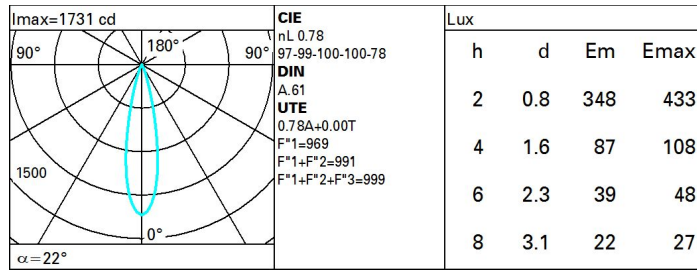 Imax=1731 cd
90°
180°
90°
1500
0°
α=22°
CIE
nL 0.78
97-99-100-100-78
DIN
A.61
UTE
0.78A+0.00T
F"1=969
F"1+F"2=991
F"1+F"2+F"3=999
Lux
h d Em Emax
2 0.8 348 433
4 1.6 87 108
6 2.3 39 48
8 3.1 22 27